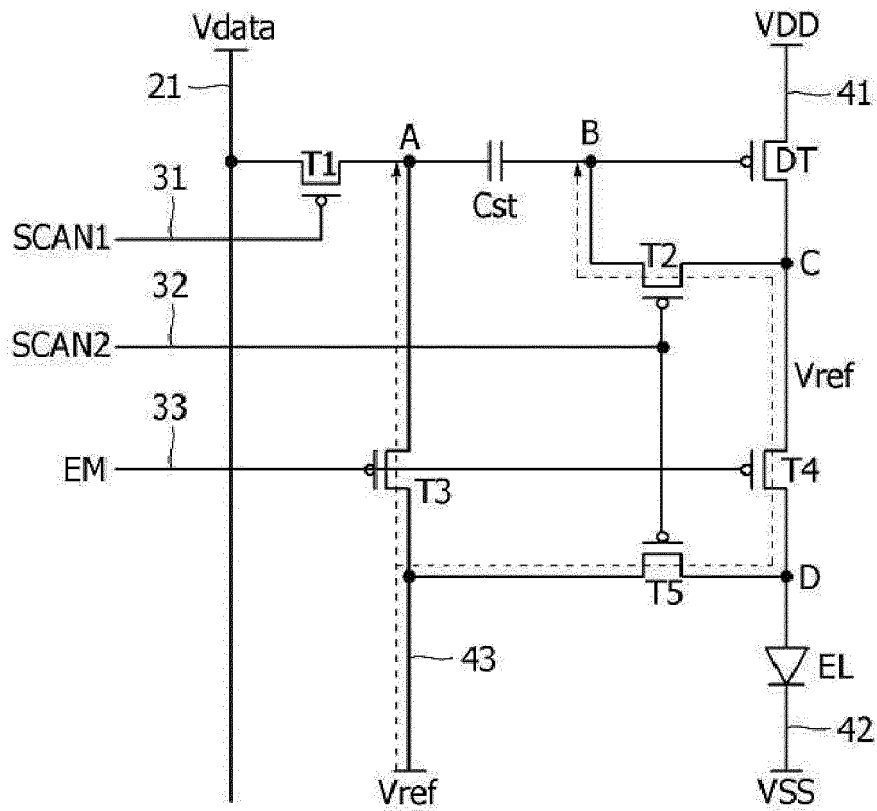 Vdata
VDD
21
41
A
B
T1
DT
31
Cst
SCAN1
T2
C
32
SCAN2
Vref
33
EM
T3
T4
T5
D
43
EL
42
Vref
VSS